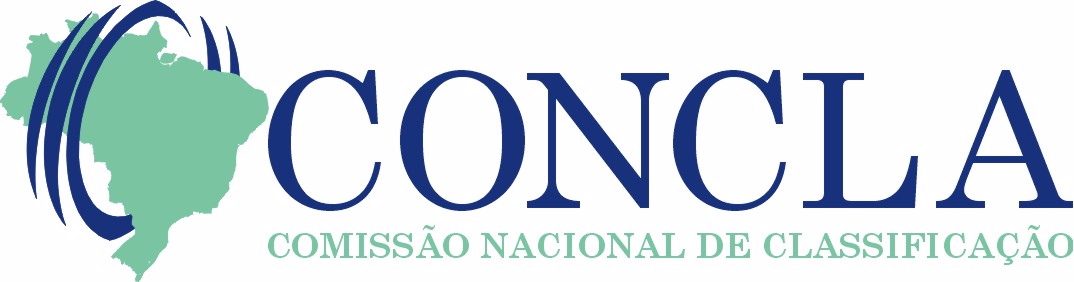 CONCLA
COMISSÃO NACIONAL DE CLASSIFICAÇÃO